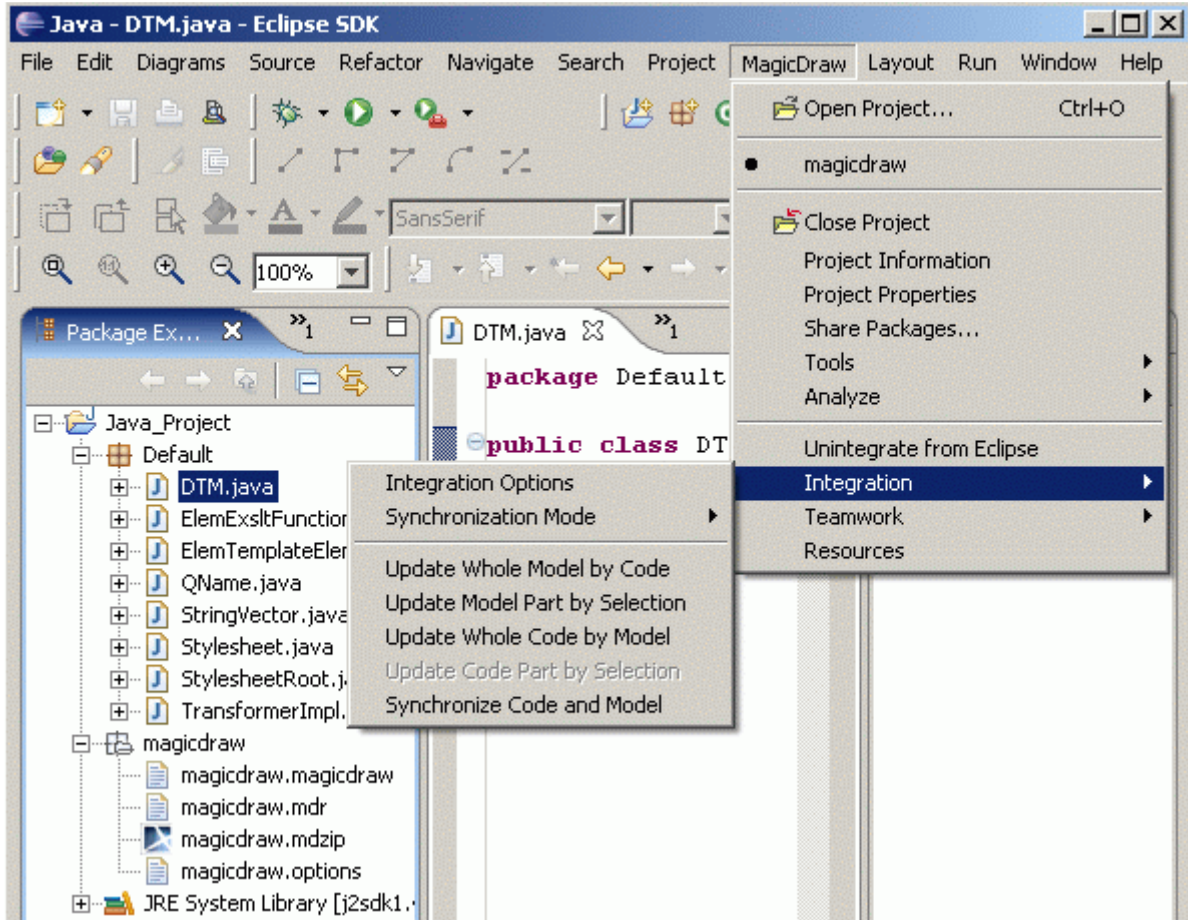 Java - DTM.java - Eclipse SDK
File Edit Diagrams Source Refactor Navigate Search Project MagicDraw Layout Run Window Help
Open Project... Ctrl+O
magicdraw
Close Project
Project Information
Project Properties
Share Packages...
Tools
Analyze
Unintegrate from Eclipse
Integration
Teamwork
Resources
SansSerif
100%
Package Ex... »1
DTM.java »1
package Default
public class DT
Java_Project
Default
DTM.java
ElemExsltFunction
ElemTemplateElem
QName.java
StringVector.java
Stylesheet.java
StylesheetRoot.j
TransformerImpl.
magicdraw
magicdraw.magicdraw
magicdraw.mdr
magicdraw.mdzip
magicdraw.options
JRE System Library [j2sdk1.
Integration Options
Synchronization Mode
Update Whole Model by Code
Update Model Part by Selection
Update Whole Code by Model
Update Code Part by Selection
Synchronize Code and Model